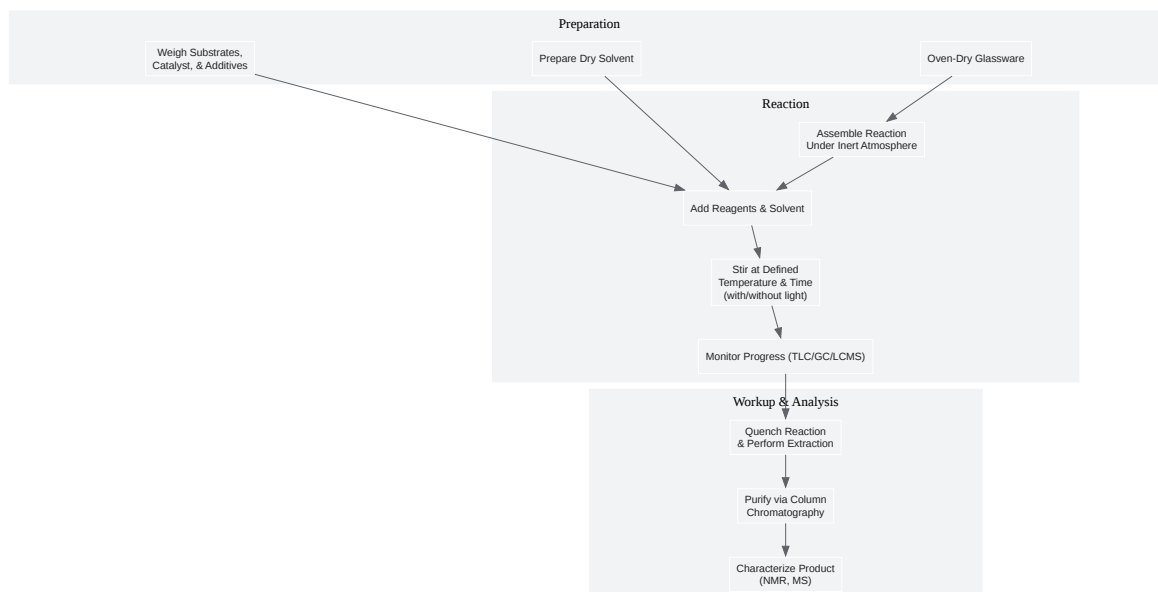 Preparation
Weigh Substrates,
Catalyst, & Additives
Prepare Dry Solvent
Oven-Dry Glassware
Reaction
Assemble Reaction
Under Inert Atmosphere
Add Reagents & Solvent
Stir at Defined
Temperature & Time
(with/without light)
Monitor Progress (TLC/GC/LCMS)
Workup & Analysis
Quench Reaction
& Perform Extraction
Purify via Column
Chromatography
Characterize Product
(NMR, MS)